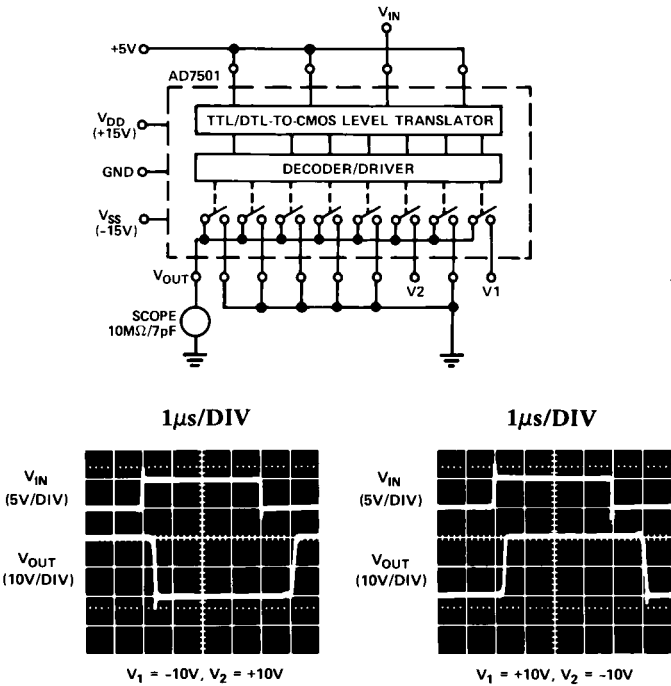 V_IN
+5V
AD7501
TTL/DTL-TO-CMOS LEVEL TRANSLATOR
V_DD
(+15V)
DECODER/DRIVER
GND
V_SS
(-15V)
V_OUT
V2
V1
SCOPE
10MΩ/7pF
1μs/DIV
1μs/DIV
V_IN
(5V/DIV)
V_OUT
(10V/DIV)
V_IN
(5V/DIV)
V_OUT
(10V/DIV)
V_1 = -10V, V_2 = +10V
V_1 = +10V, V_2 = -10V